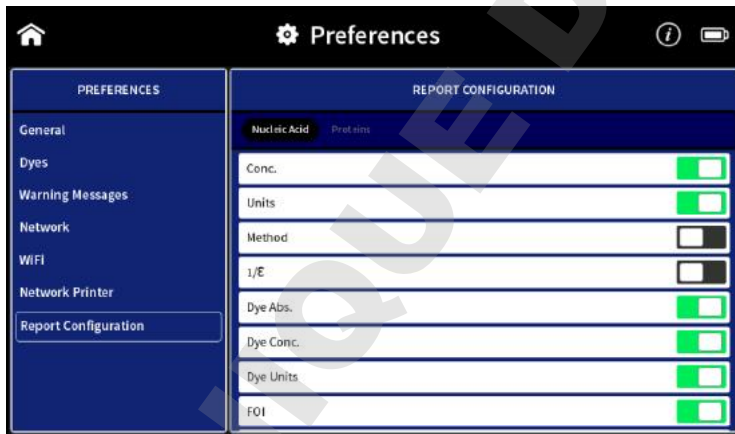 Preferences
PREFERENCES
General
Dyes
Warning Messages
Network
WiFi
Network Printer
Report Configuration
REPORT CONFIGURATION
Nucleic Acid Proteins
Conc.
Units
Method
1/Ɛ
Dye Abs.
Dye Conc.
Dye Units
FOI